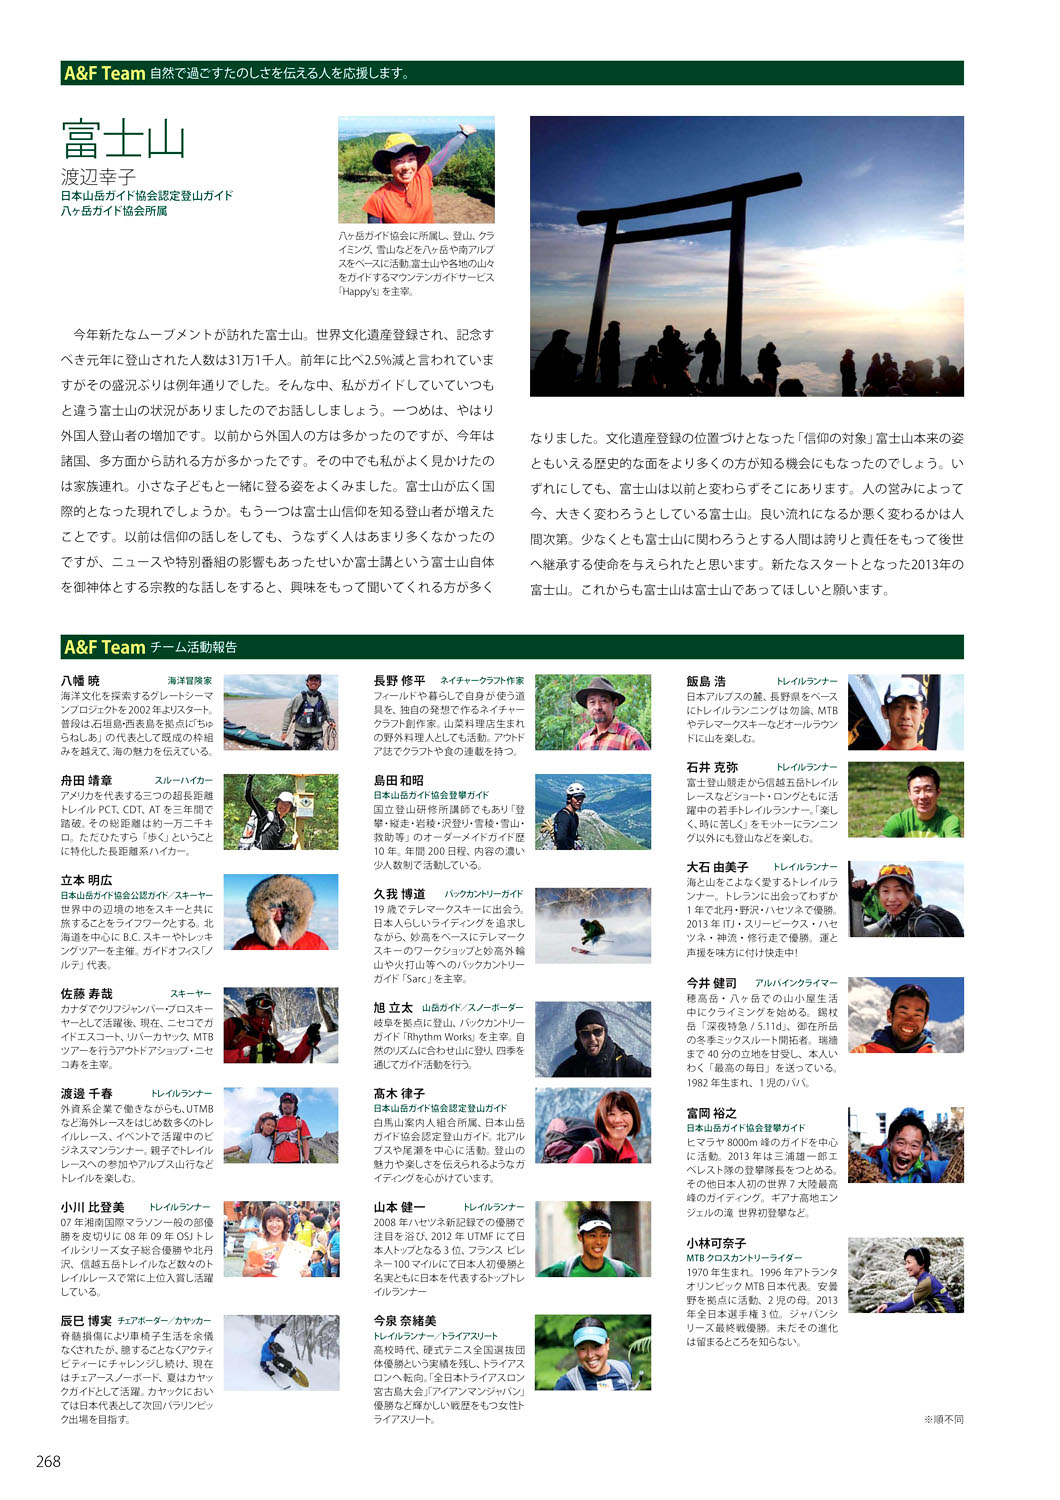 A&F Team 自然で過ごすたのしさを伝える人を応援します。
富士山
渡辺幸子
日本山岳ガイド協会認定登山ガイド
八ヶ岳ガイド協会所属
八ヶ岳ガイド協会に所属し、登山、クラ
イミング、雪山などを八ヶ岳や南アルプ
スをベースに活動。富士山や各地の山々
をガイドするマウンテンガイドサービス
「Happy's」を主宰。
今年新たなムーブメントが訪れた富士山。世界文化遺産登録され、記念す
べき元年に登山された人数は31万1千人。前年に比べ2.5%減と言われていま
すがその盛況ぶりは例年通りでした。そんな中、私がガイドしていていつも
と違う富士山の状況がありましたのでお話ししましょう。一つめは、やはり
外国人登山者の増加です。以前から外国人の方は多かったのですが、今年は
諸国、多方面から訪れる方が多かったです。その中でも私がよく見かけたの
は家族連れ。小さな子どもと一緒に登る姿をよくみました。富士山が広く国
際的となった現れでしょうか。もう一つは富士山信仰を知る登山者が増えた
ことです。以前は信仰の話しをしても、うなずく人はあまり多くなかったの
ですが、ニュースや特別番組の影響もあったせいか富士講という富士山自体
を御神体とする宗教的な話しをすると、興味をもって聞いてくれる方が多く
なりました。文化遺産登録の位置づけとなった「信仰の対象」富士山本来の姿
ともいえる歴史的な面をより多くの方が知る機会にもなったのでしょう。い
ずれにしても、富士山は以前と変わらずそこにあります。人の営みによって
今、大きく変わろうとしている富士山。良い流れになるか悪く変わるかは人
間次第。少なくとも富士山に関わろうとする人間は誇りと責任をもって後世
へ継承する使命を与えられたと思います。新たなスタートとなった2013年の
富士山。これからも富士山は富士山であってほしいと願います。
A&F Team チーム活動報告
八幡 暁 海洋冒険家
海洋文化を探索するグレートシーマ
ンプロジェクトを2002年よりスタート。
普段は石垣島・西表島を拠点に「ちゅ
らねしあ」の代表として既成の枠組
みを越えて、海の魅力を伝えている。
舟田 靖章 スルーハイカー
アメリカを代表する三つの超長距離
トレイル PCT、CDT、AT を三年間で
踏破。その総距離は約一万二千キ
ロ。ただひたすら「歩く」ということ
に特化した長距離系ハイカー。
立本 明広
日本山岳ガイド協会公認ガイド／スキーヤー
世界中の辺境の地をスキーと共に
旅することをライフワークとする。北
海道を中心に B.C. スキーやトレッキ
ングツアーを主催。ガイドオフィス「ノ
ルテ」代表。
佐藤 寿哉 スキーヤー
カナダでクリフジャンパー・プロスキー
ヤーとして活躍後、現在、ニセコでガ
イドエスコート、リバーカヤック、MTB
ツアーを行うアウトドアショップ・ニセ
コ寿を主宰。
渡邊 千春 トレイルランナー
外資系企業で働きながらも、UTMB
など海外レースをはじめ数多くのトレ
イルレース、イベントで活躍中のビ
ジネスマンランナー。親子でトレイル
レースへの参加やアルプス山行など
トレイルを楽しむ。
小川 比登美 トレイルランナー
07 年湘南国際マラソン一般の部優
勝を皮切りに 08 年 09 年 OSJ トレ
イルシリーズ女子総合優勝や北丹
沢、信越五岳トレイルなど数々のト
レイルレースで常に上位入賞し活躍
している。
辰巳 博実 チェアボーダー／カヤッカー
脊髄損傷により車椅子生活を余儀
なくされたが、臆することなくアクティ
ビティーにチャレンジし続け、現在
はチェアースノーボード、夏はカヤッ
クガイドとして活躍。カヤックにおい
ては日本代表として次回パラリンピッ
ク出場を目指す。
長野 修平 ネイチャークラフト作家
フィールドや暮らしで自身が使う道
具を、独自の発想で作るネイチャー
クラフト創作家。山菜料理店生まれ
の野外料理人としても活動。アウトド
ア誌でクラフトや食の連載を持つ。
島田 和昭
日本山岳ガイド協会登攀ガイド
国立登山研修所講師でもあり「登
攀・縦走・岩稜・沢登り・雪稜・雪山・
救助等」のオーダーメイドガイド歴
10 年。年間 200 日程、内容の濃い
少人数制で活動している。
久我 博道 バックカントリーガイド
19 歳でテレマークスキーに出会う。
日本人らしいライディングを追求し
ながら、妙高をベースにテレマーク
スキーのワークショップと妙高外輪
山や火打山等へのバックカントリー
ガイド「Sarc」を主宰。
旭 立太 山岳ガイド／スノーボーダー
岐阜を拠点に登山、バックカントリー
ガイド「Rhythm Works」を主宰。自
然のリズムに合わせ山に登り、四季を
通じてガイド活動を行う。
髙木 律子
日本山岳ガイド協会認定登山ガイド
白馬山案内人組合所属、日本山岳
ガイド協会認定登山ガイド。北アル
プスや尾瀬を中心に活動。登山の
魅力や楽しさを伝えられるようなガ
イディングを心がけています。
山本 健一 トレイルランナー
2008 年ハセツネ新記録での優勝で
注目を浴び、2012 年 UTMF にて日
本人トップとなる 3 位、フランス ピレ
ネー100 マイルにて日本人初優勝と
名実ともに日本を代表するトップトレ
イルランナー
今泉 奈緒美
トレイルランナー／トライアスリート
高校時代、硬式テニス全国選抜団
体優勝という実績を残し、トライアス
ロンへ転向。「全日本トライアスロン
宮古島大会」「アイアンマンジャパン」
優勝など輝かしい戦歴をもつ女性ト
ライアスリート。
飯島 浩 トレイルランナー
日本アルプスの麓、長野県をベース
にトレイルランニングは勿論、MTB
やテレマークスキーなどオールラウン
ドに山を楽しむ。
石井 克弥 トレイルランナー
富士登山競走から信越五岳トレイル
レースなどショート・ロングともに活
躍中の若手トレイルランナー。「楽し
く、時に苦しく」をモットーにランニン
グ以外にも登山などを楽しむ。
大石 由美子 トレイルランナー
海と山をこよなく愛するトレイルラ
ンナー。トレランに出会ってわずか
1 年で北丹・野沢・ハセツネで優勝。
2013 年 ITJ・スリーピークス・ハセ
ツネ・神流・修行走で優勝。運と
声援を味方に付け快走中!
今井 健司 アルパインクライマー
穂高岳・八ヶ岳での山小屋生活
中にクライミングを始める。錫杖
岳「深夜特急 / 5.11d」、御在所岳
の冬季ミックスルート開拓者。瑞牆
まで 40 分の立地を甘受し、本人い
わく「最高の毎日」を送っている。
1982 年生まれ、1 児のパパ。
富岡 裕之
日本山岳ガイド協会登攀ガイド
ヒマラヤ 8000m 峰のガイドを中心
に活動。2013 年は三浦雄一郎エ
ベレスト隊の登攀隊長をつとめる。
その他日本人初の世界 7 大陸最高
峰のガイディング。ギアナ高地エン
ジェルの滝 世界初登攀など。
小林可奈子
MTB クロスカントリーライダー
1970 年生まれ。1996 年アトランタ
オリンピック MTB 日本代表。安曇
野を拠点に活動、2 児の母。2013
年全日本選手権 3 位。ジャパンシ
リーズ最終戦優勝。未だその進化
は留まるところを知らない。
※順不同
268